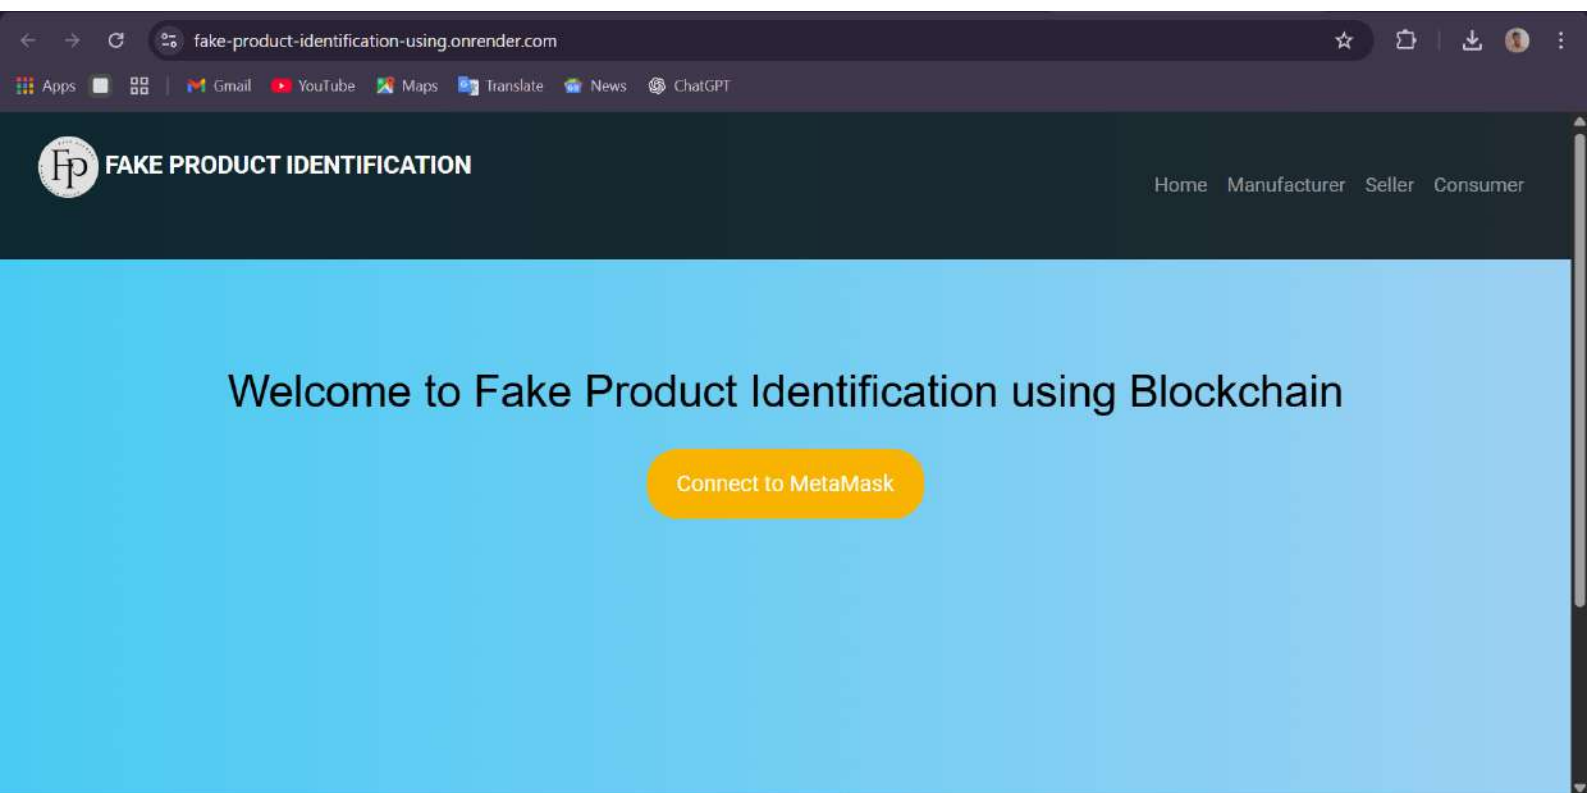 fake-product-identification-using.onrender.com
Apps Gmail YouTube Maps Translate News ChatGPT
Fp FAKE PRODUCT IDENTIFICATION
Home Manufacturer Seller Consumer
Welcome to Fake Product Identification using Blockchain
Connect to MetaMask